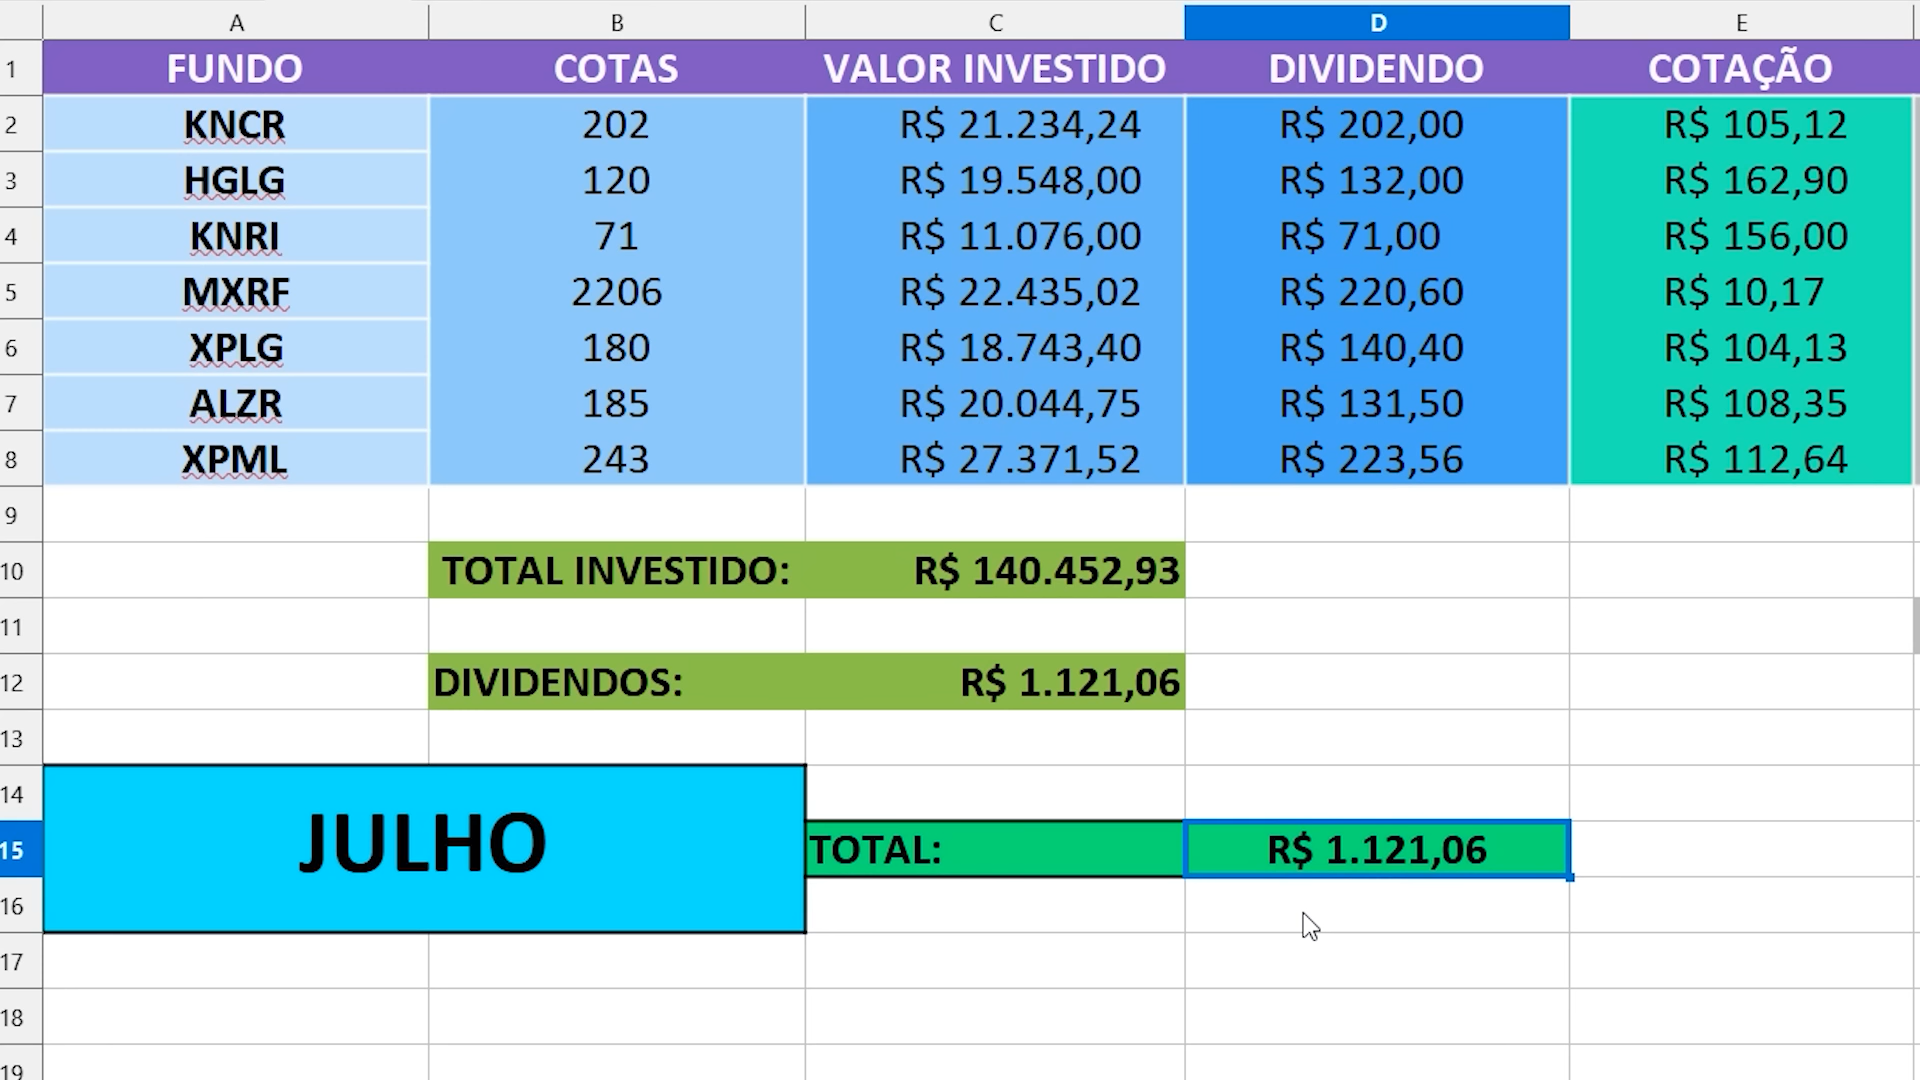 A B C D E
1 FUNDO COTAS VALOR INVESTIDO DIVIDENDO COTAÇÃO
2 KNCR 202 R$ 21.234,24 R$ 202,00 R$ 105,12
3 HGLG 120 R$ 19.548,00 R$ 132,00 R$ 162,90
4 KNRI 71 R$ 11.076,00 R$ 71,00 R$ 156,00
5 MXRF 2206 R$ 22.435,02 R$ 220,60 R$ 10,17
6 XPLG 180 R$ 18.743,40 R$ 140,40 R$ 104,13
7 ALZR 185 R$ 20.044,75 R$ 131,50 R$ 108,35
8 XPML 243 R$ 27.371,52 R$ 223,56 R$ 112,64
9
10 TOTAL INVESTIDO: R$ 140.452,93
11
12 DIVIDENDOS: R$ 1.121,06
13
14
JULHO
15 TOTAL: R$ 1.121,06
16
17
18
19